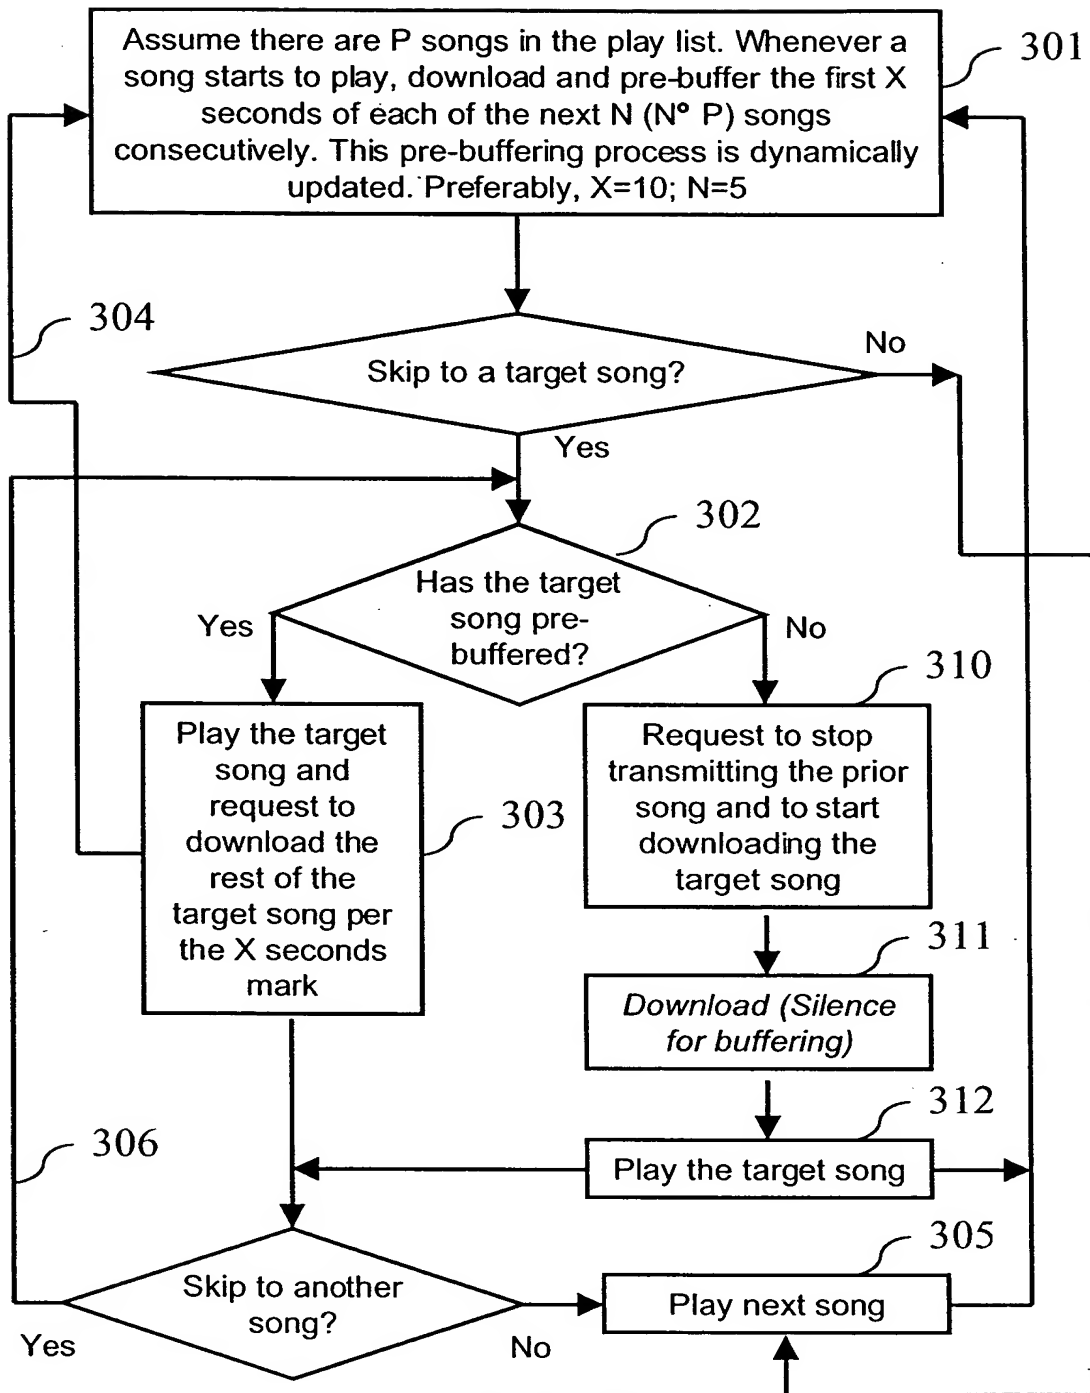 Assume there are P songs in the play list. Whenever a
song starts to play, download and pre-buffer the first X
seconds of each of the next N (N° P) songs
consecutively. This pre-buffering process is dynamically
updated. Preferably, X=10; N=5
301
304
Skip to a target song?
No
Yes
302
Has the target
song pre-
buffered?
Yes
No
310
Play the target
song and
request to
download the
rest of the
target song per
the X seconds
mark
303
Request to stop
transmitting the prior
song and to start
downloading the
target song
311
Download (Silence
for buffering)
312
Play the target song
306
305
Skip to another
song?
Play next song
Yes
No